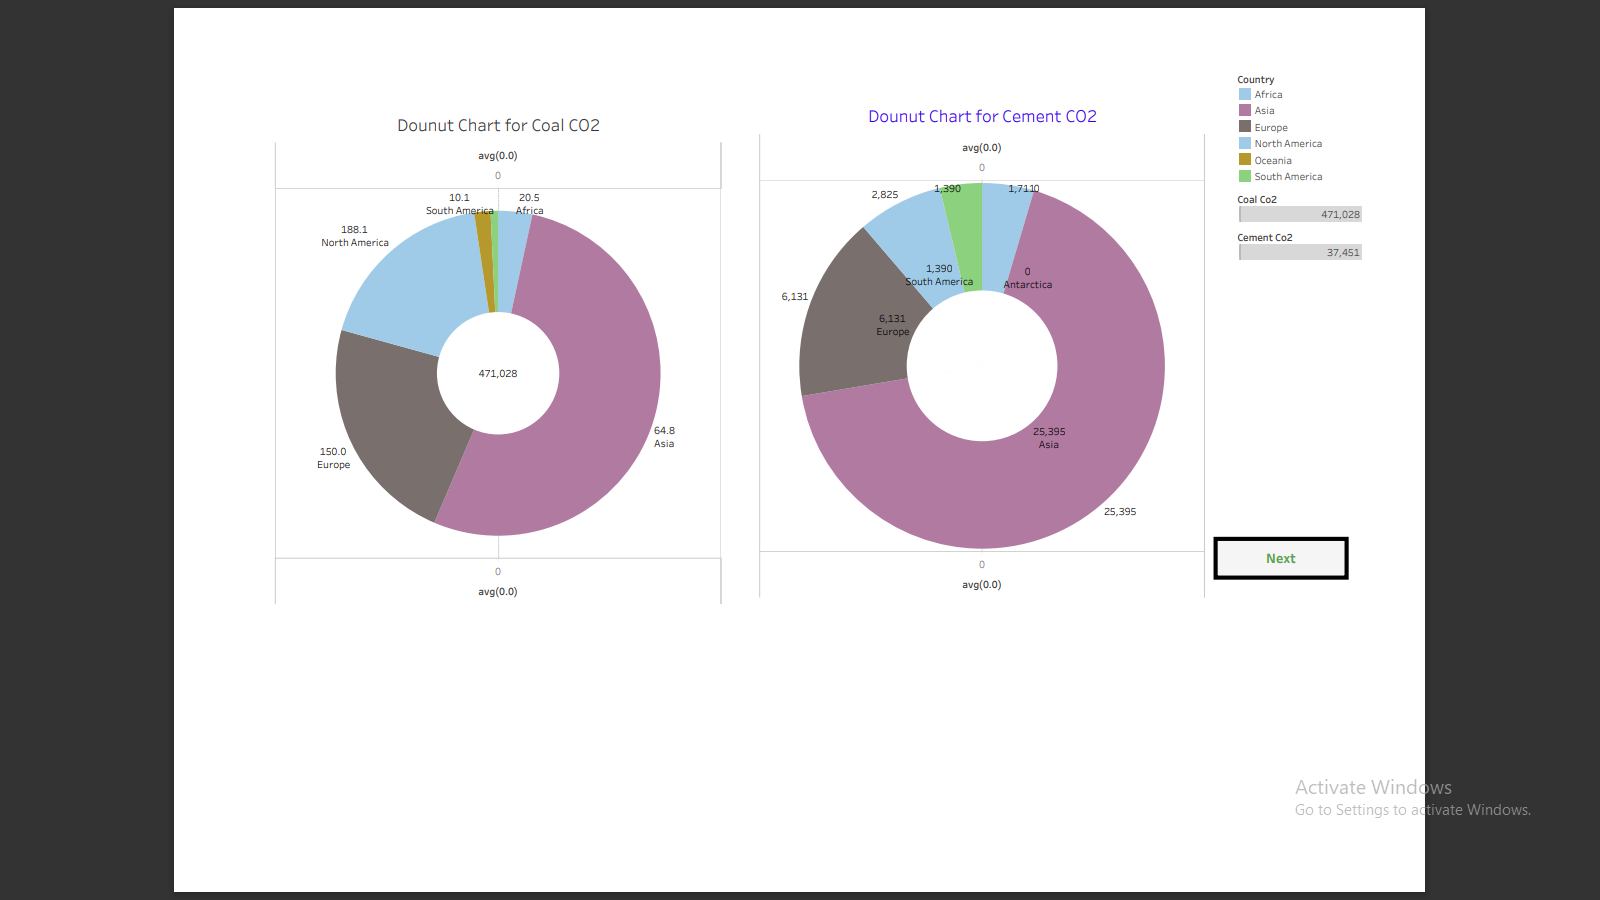 Dounut Chart for Coal CO2
avg(0.0)
0
10.1
South America
20.5
Africa
188.1
North America
471,028
64.8
Asia
150.0
Europe
0
avg(0.0)
Dounut Chart for Cement CO2
avg(0.0)
0
2,825
1,390
1,7110
1,390
South America
0
Antarctica
6,131
6,131
Europe
25,395
Asia
25,395
0
avg(0.0)
Country
Africa
Asia
Europe
North America
Oceania
South America
Coal Co2
471,028
Cement Co2
37,451
Next
Activate Windows
Go to Settings to activate Windows.